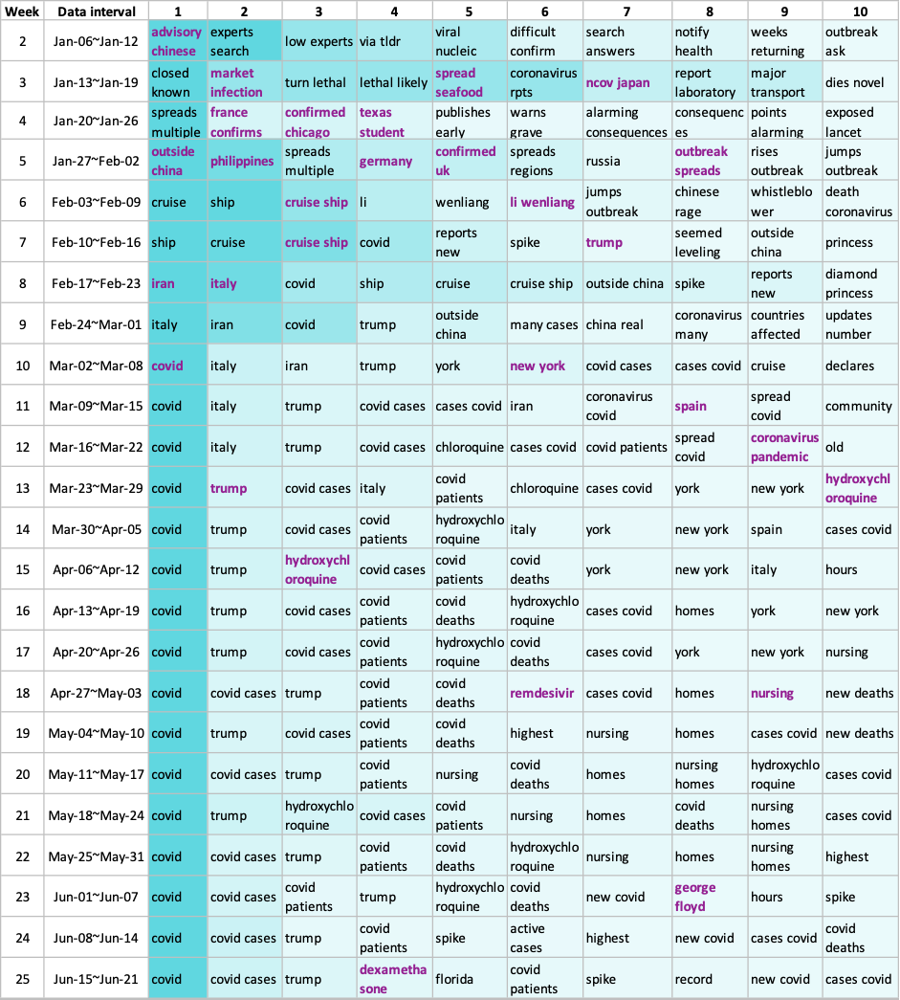 Week Data interval 1 2 3 4 5 6 7 8 9 10
2 Jan-06~Jan-12 advisory chinese experts search low experts via tldr viral nucleic difficult confirm search answers notify health weeks returning outbreak ask
3 Jan-13~Jan-19 closed known market infection turn lethal lethal likely spread seafood coronavirus rpts ncov japan report laboratory major transport dies novel
4 Jan-20~Jan-26 spreads multiple france confirms confirmed chicago texas student publishes early warns grave alarming consequences consequenc es points alarming exposed lancet
5 Jan-27~Feb-02 outside china philippines spreads multiple germany confirmed uk spreads regions russia outbreak spreads rises outbreak jumps outbreak
6 Feb-03~Feb-09 cruise ship cruise ship li wenliang li wenliang jumps outbreak chinese rage whistleblo wer death coronavirus
7 Feb-10~Feb-16 ship cruise cruise ship covid reports new spike trump seemed leveling outside china princess
8 Feb-17~Feb-23 iran italy covid ship cruise cruise ship outside china spike reports new diamond princess
9 Feb-24~Mar-01 italy iran covid trump outside china many cases china real coronavirus many countries affected updates number
10 Mar-02~Mar-08 covid italy iran trump york new york covid cases cases covid cruise declares
11 Mar-09~Mar-15 covid italy trump covid cases cases covid iran coronavirus covid spain spread covid community
12 Mar-16~Mar-22 covid italy trump covid cases chloroquine cases covid covid patients spread covid coronavirus pandemic old
13 Mar-23~Mar-29 covid trump covid cases italy covid patients chloroquine cases covid york new york hydroxychl oroquine
14 Mar-30~Apr-05 covid trump covid cases covid patients hydroxychlo roquine italy york new york spain cases covid
15 Apr-06~Apr-12 covid trump hydroxychl oroquine covid cases covid patients covid deaths york new york italy hours
16 Apr-13~Apr-19 covid trump covid cases covid patients covid deaths hydroxychlo roquine cases covid homes york new york
17 Apr-20~Apr-26 covid trump covid cases covid patients hydroxychlo roquine covid deaths cases covid york new york nursing
18 Apr-27~May-03 covid covid cases trump covid patients covid deaths remdesivir cases covid homes nursing new deaths
19 May-04~May-10 covid trump covid cases covid patients covid deaths highest nursing homes cases covid new deaths
20 May-11~May-17 covid covid cases trump covid patients nursing covid deaths homes nursing homes hydroxychlo roquine cases covid
21 May-18~May-24 covid trump hydroxychlo roquine covid cases covid patients nursing homes covid deaths nursing homes cases covid
22 May-25~May-31 covid covid cases trump covid patients covid deaths hydroxychlo roquine nursing homes nursing homes highest
23 Jun-01~Jun-07 covid covid cases covid patients trump hydroxychlo roquine covid deaths new covid george floyd hours spike
24 Jun-08~Jun-14 covid covid cases trump covid patients spike active cases highest new covid cases covid covid deaths
25 Jun-15~Jun-21 covid covid cases trump dexametha sone florida covid patients spike record new covid cases covid